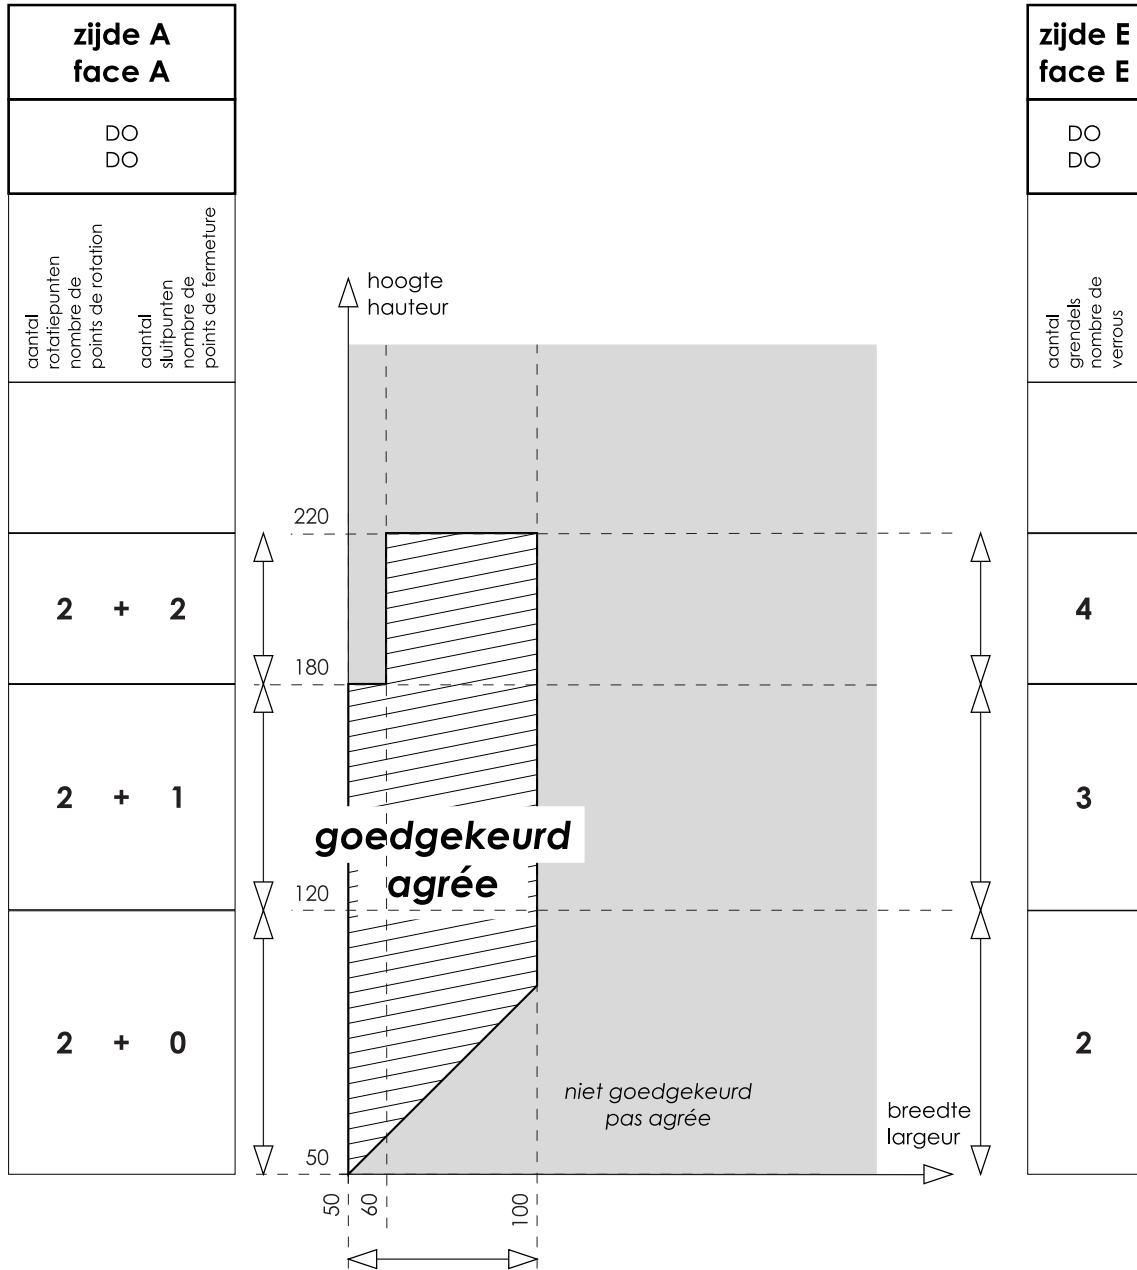 zijde A
face A
DO
DO
aantal
rotatiepunten
nombre de
points de rotation
aantal
sluitpunten
nombre de
points de fermeture
2 + 2
2 + 1
2 + 0
hoogte
hauteur
220
180
120
50
goedgekeurd
agrée
niet goedgekeurd
pas agrée
breedte
largeur
50
60
100
zijde E
face E
DO
DO
aantal
grendels
nombre de
verrous
4
3
2